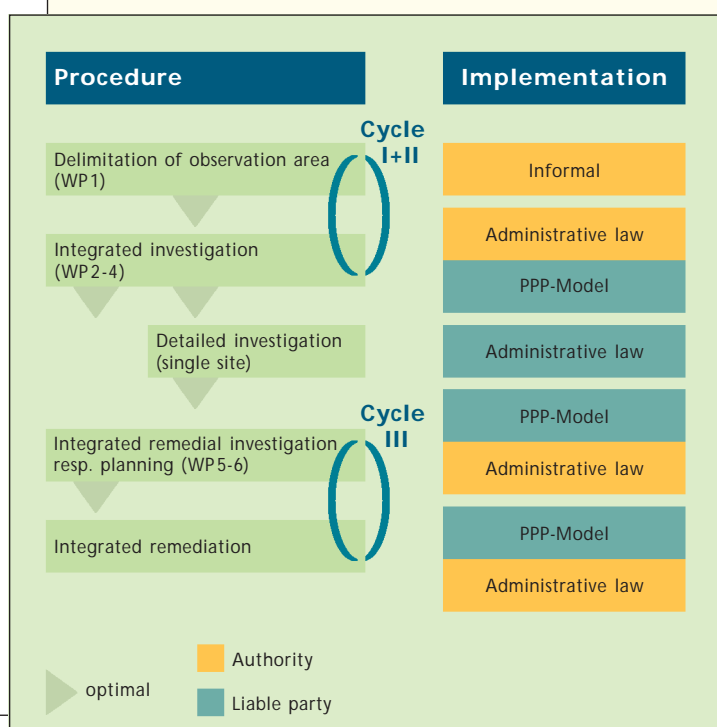 Procedure
Implementation
Cycle
I+II
Delimitation of observation area
(WP1)
Informal
Integrated investigation
(WP2-4)
Administrative law
PPP-Model
Detailed investigation
(single site)
Administrative law
Cycle
III
Integrated remedial investigation
resp. planning (WP5-6)
PPP-Model
Administrative law
Integrated remediation
PPP-Model
Administrative law
optimal
Authority
Liable party